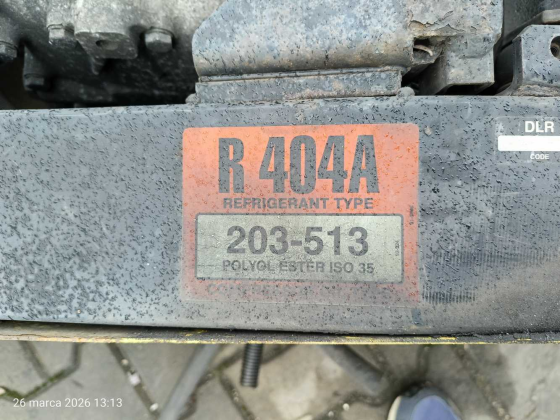 R 404A
REFRIGERANT TYPE
203-513
POLYOL ESTER ISO 35
DLR
CODE
26 marca 2026 13:13